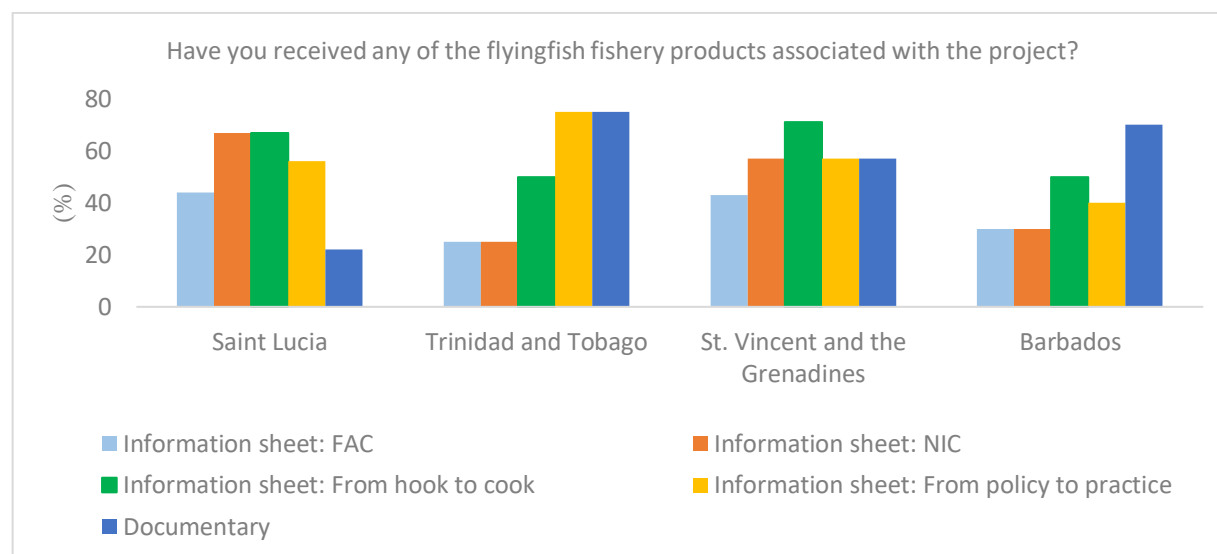 Have you received any of the flyingfish fishery products associated with the project?
80
60
40
20
0
(%)
Saint Lucia
Trinidad and Tobago
St. Vincent and the
Grenadines
Barbados
Information sheet: FAC
Information sheet: NIC
Information sheet: From hook to cook
Information sheet: From policy to practice
Documentary